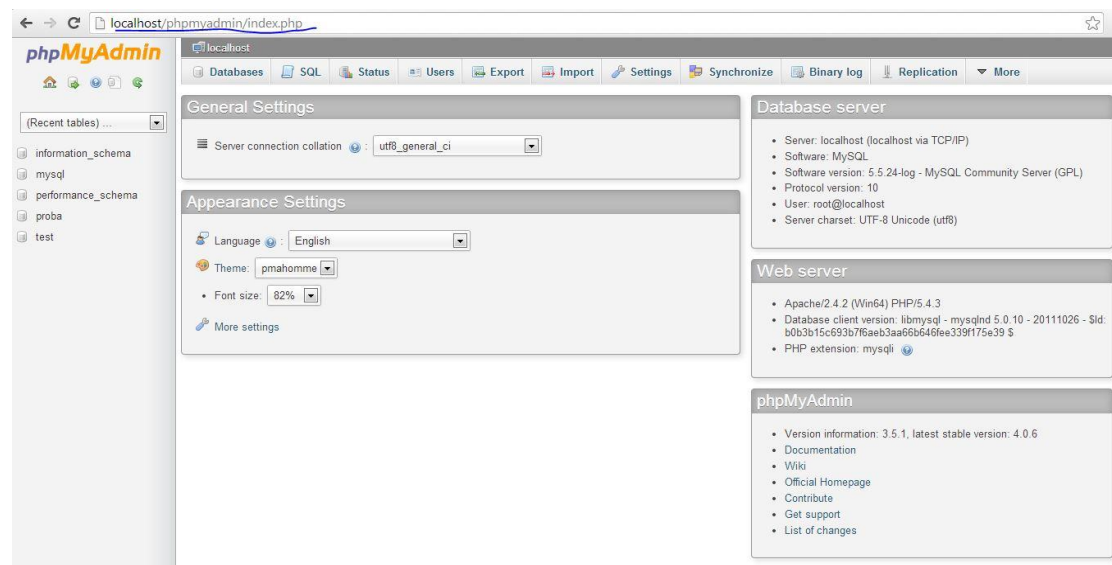 localhost/phpmyadmin/index.php
phpMyAdmin
(Recent tables) ...
information_schema
mysql
performance_schema
proba
test
localhost
Databases SQL Status Users Export Import Settings Synchronize Binary log Replication More
General Settings
Server connection collation : utf8_general_ci
Appearance Settings
Language : English
Theme: pmahomme
• Font size: 82%
More settings
Database server
• Server: localhost (localhost via TCP/IP)
• Software: MySQL
• Software version: 5.5.24-log - MySQL Community Server (GPL)
• Protocol version: 10
• User: root@localhost
• Server charset: UTF-8 Unicode (utf8)
Web server
• Apache/2.4.2 (Win64) PHP/5.4.3
• Database client version: libmysql - mysqlnd 5.0.10 - 20111026 - $Id:
b0b3b15c693b7f6aeb3aa66b646fee339f175e39 $
• PHP extension: mysqli
phpMyAdmin
• Version information: 3.5.1, latest stable version: 4.0.6
• Documentation
• Wiki
• Official Homepage
• Contribute
• Get support
• List of changes